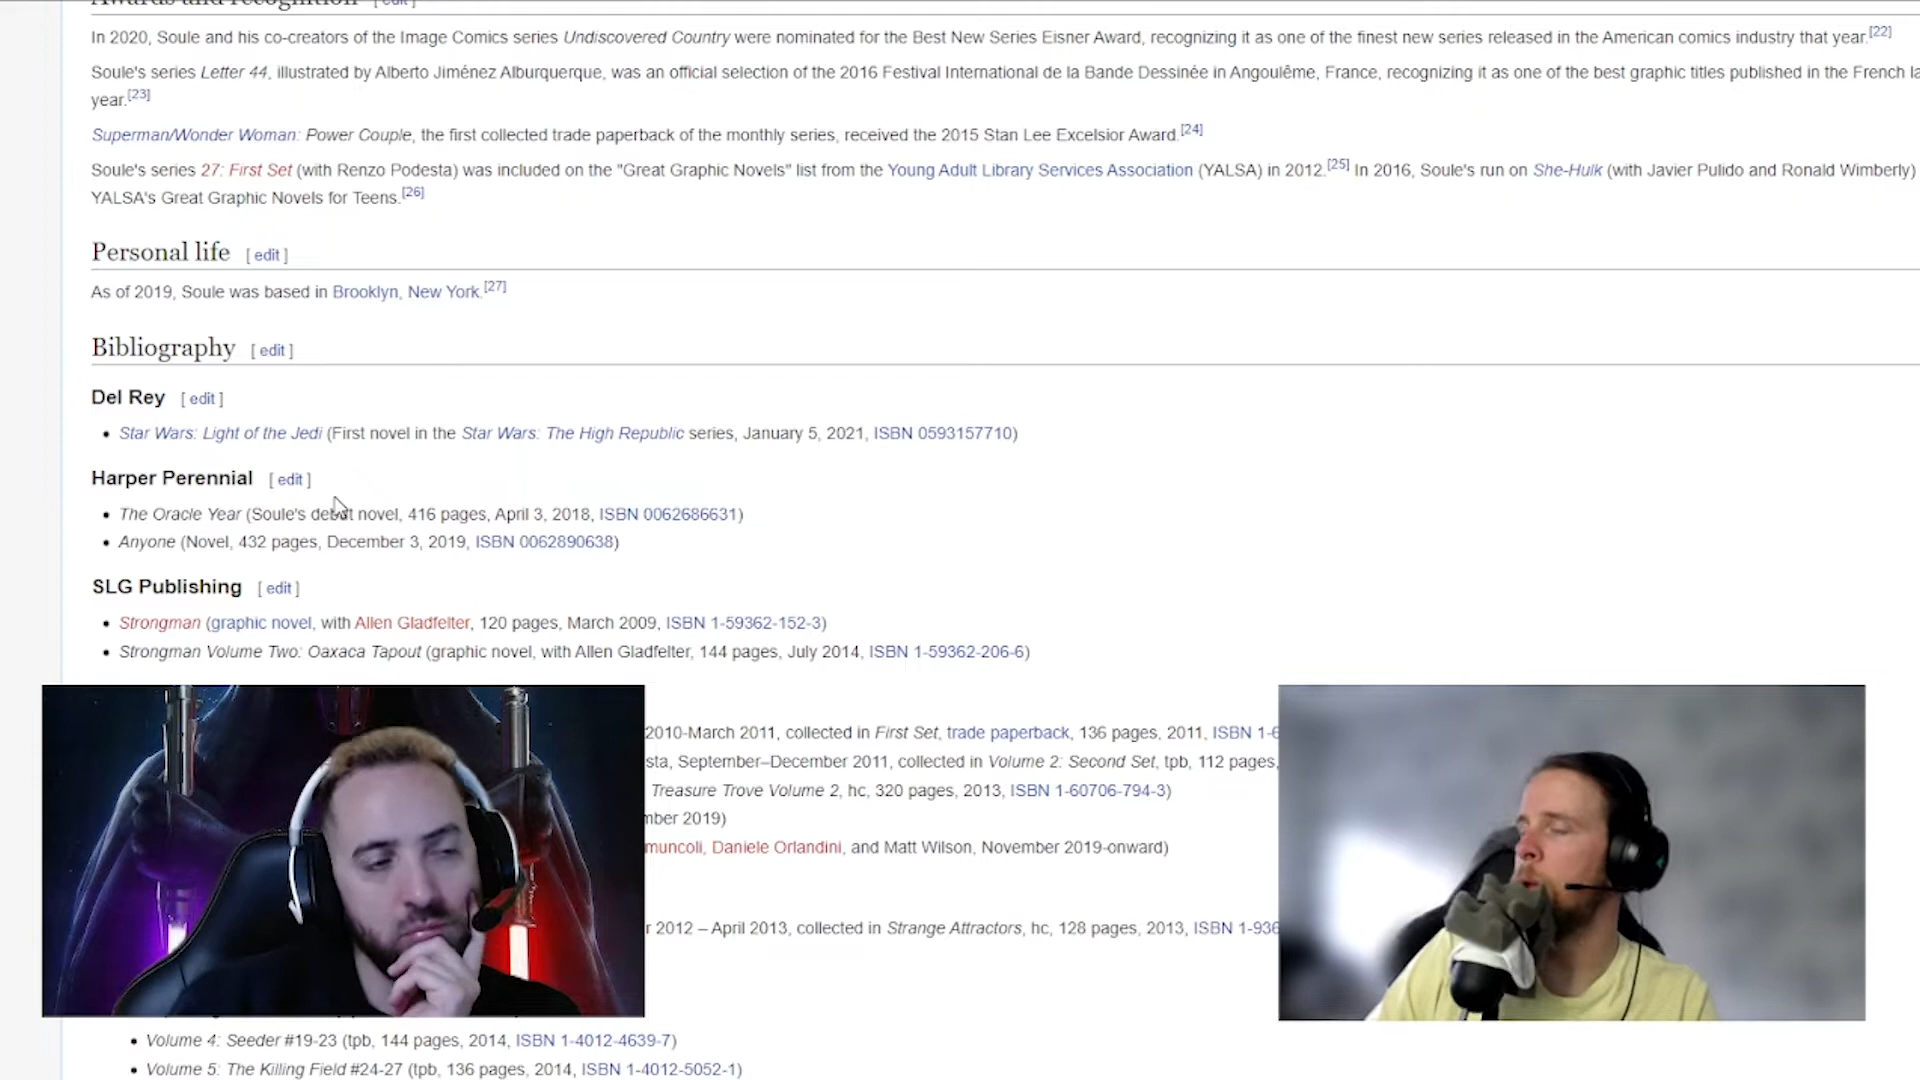 Awards and recognition [ edit ]
In 2020, Soule and his co-creators of the Image Comics series Undiscovered Country were nominated for the Best New Series Eisner Award, recognizing it as one of the finest new series released in the American comics industry that year.[22]
Soule's series Letter 44, illustrated by Alberto Jiménez Alburquerque, was an official selection of the 2016 Festival International de la Bande Dessinée in Angoulême, France, recognizing it as one of the best graphic titles published in the French la
year.[23]
Superman/Wonder Woman: Power Couple, the first collected trade paperback of the monthly series, received the 2015 Stan Lee Excelsior Award.[24]
Soule's series 27: First Set (with Renzo Podesta) was included on the "Great Graphic Novels" list from the Young Adult Library Services Association (YALSA) in 2012.[25] In 2016, Soule's run on She-Hulk (with Javier Pulido and Ronald Wimberly)
YALSA's Great Graphic Novels for Teens.[26]
Personal life [ edit ]
As of 2019, Soule was based in Brooklyn, New York.[27]
Bibliography [ edit ]
Del Rey [ edit ]
• Star Wars: Light of the Jedi (First novel in the Star Wars: The High Republic series, January 5, 2021, ISBN 0593157710)
Harper Perennial [ edit ]
• The Oracle Year (Soule's debut novel, 416 pages, April 3, 2018, ISBN 0062686631)
• Anyone (Novel, 432 pages, December 3, 2019, ISBN 0062890638)
SLG Publishing [ edit ]
• Strongman (graphic novel, with Allen Gladfelter, 120 pages, March 2009, ISBN 1-59362-152-3)
• Strongman Volume Two: Oaxaca Tapout (graphic novel, with Allen Gladfelter, 144 pages, July 2014, ISBN 1-59362-206-6)
2010-March 2011, collected in First Set, trade paperback, 136 pages, 2011, ISBN 1-6
sta, September–December 2011, collected in Volume 2: Second Set, tpb, 112 pages,
Treasure Trove Volume 2, hc, 320 pages, 2013, ISBN 1-60706-794-3)
mber 2019)
muncoli, Daniele Orlandini, and Matt Wilson, November 2019-onward)
r 2012 – April 2013, collected in Strange Attractors, hc, 128 pages, 2013, ISBN 1-936
• Volume 4: Seeder #19-23 (tpb, 144 pages, 2014, ISBN 1-4012-4639-7)
• Volume 5: The Killing Field #24-27 (tpb, 136 pages, 2014, ISBN 1-4012-5052-1)